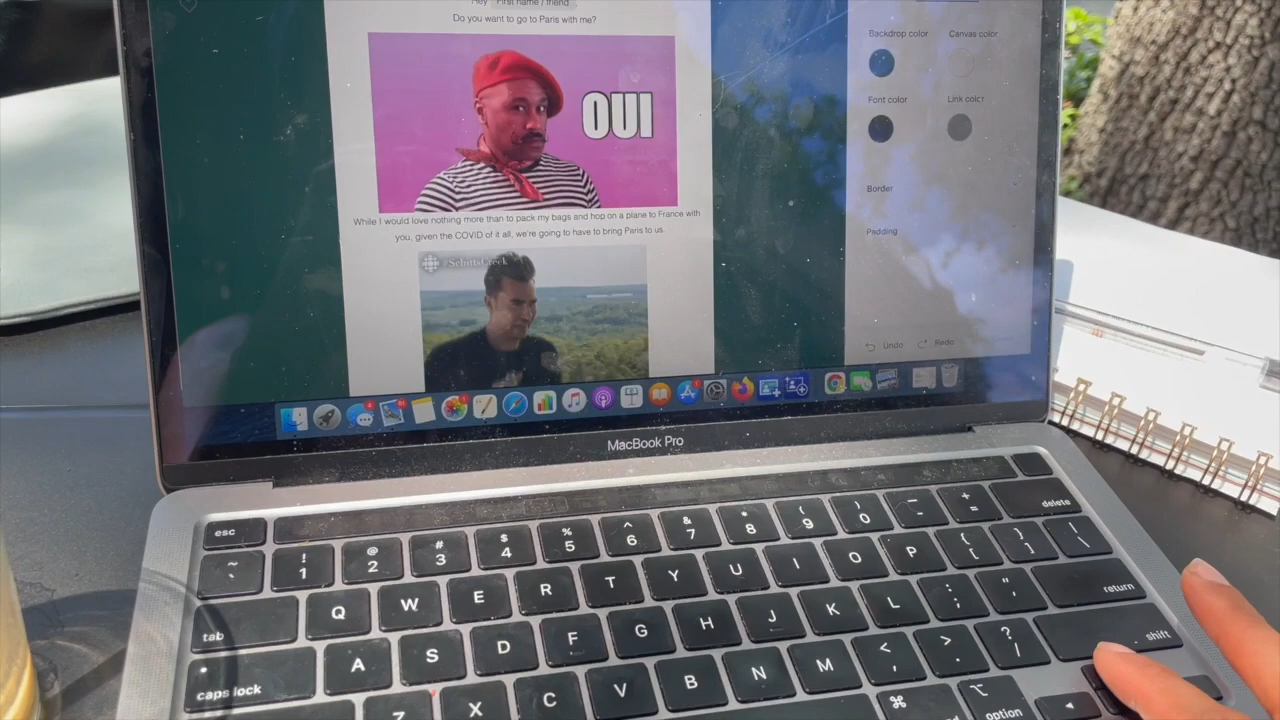 Hey First name / friend
Do you want to go to Paris with me?
OUI
While I would love nothing more than to pack my bags and hop on a plane to France with
you, given the COVID of it all, we're going to have to bring Paris to us.
#SchittsCreek
Backdrop color Canvas color
Font color Link color
Border
Padding
Undo Redo
MacBook Pro
esc
~ ` ! 1 @ 2 # 3 $ 4 % 5 ^ 6 & 7 * 8 ( 9 ) 0 _ - + = delete
tab Q W E R T Y U I O P { [ } ] | \
caps lock A S D F G H J K L : ; " ' return
Z X C V B N M < , > . ? / shift
⌘ option